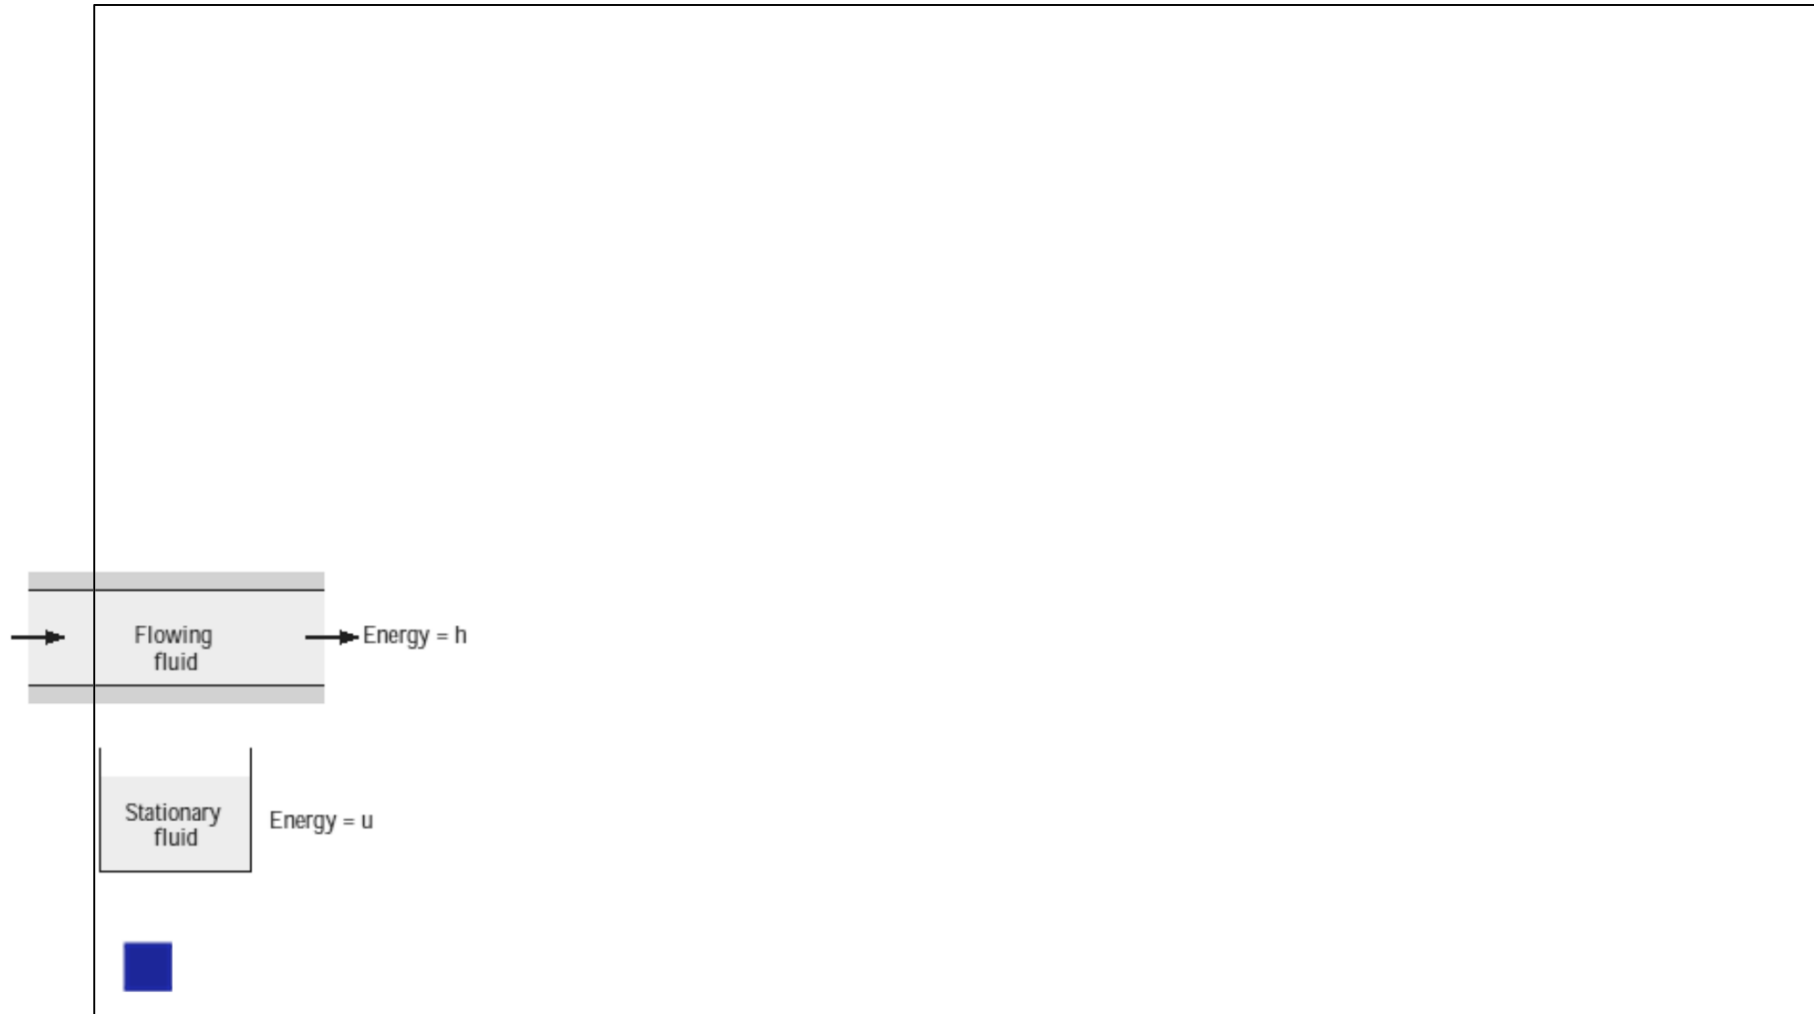 Flowing
fluid
Energy = h
Stationary
fluid
Energy = u